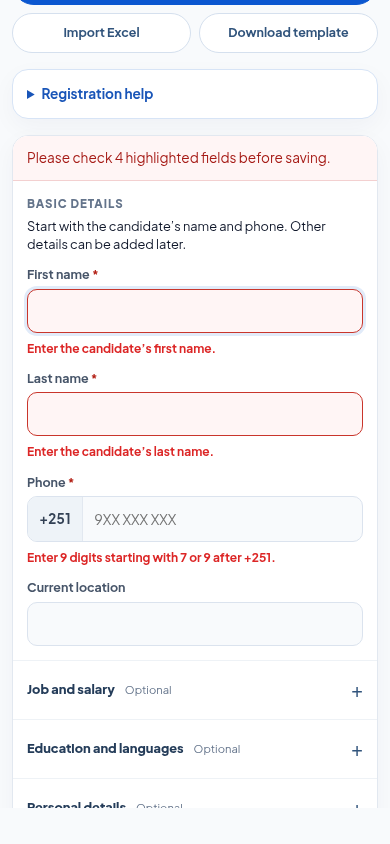 Import Excel
Download template
Registration help
Please check 4 highlighted fields before saving.
BASIC DETAILS
Start with the candidate's name and phone. Other
details can be added later.
First name *
Enter the candidate's first name.
Last name *
Enter the candidate's last name.
Phone *
+251 9XX XXX XXX
Enter 9 digits starting with 7 or 9 after +251.
Current location
Job and salary Optional +
Education and languages Optional +
Personal details Optional +